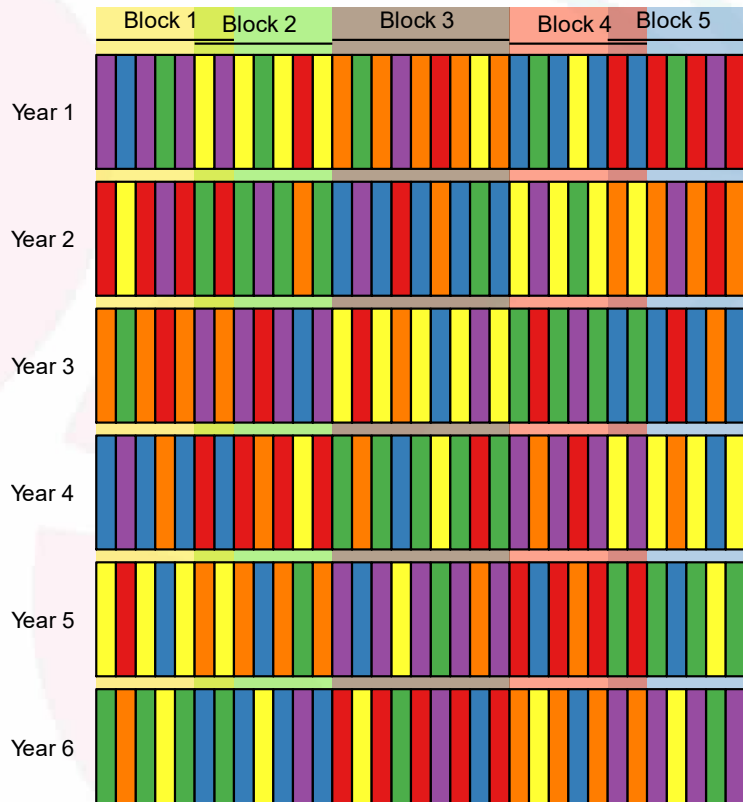 Block 1
Block 2
Block 3
Block 4
Block 5
Year 1
Year 2
Year 3
Year 4
Year 5
Year 6